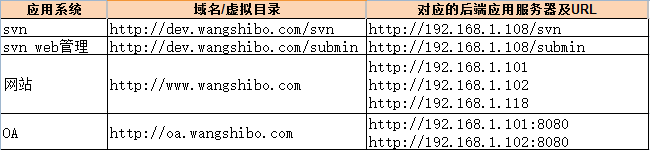 应用系统 域名/虚拟目录 对应的后端应用服务器及URL
svn http://dev.wangshibo.com/svn http://192.168.1.108/svn
svn web管理 http://dev.wangshibo.com/submin http://192.168.1.108/submin
网站 http://www.wangshibo.com http://192.168.1.101
http://192.168.1.102
http://192.168.1.118
OA http://oa.wangshibo.com http://192.168.1.101:8080
http://192.168.1.102:8080